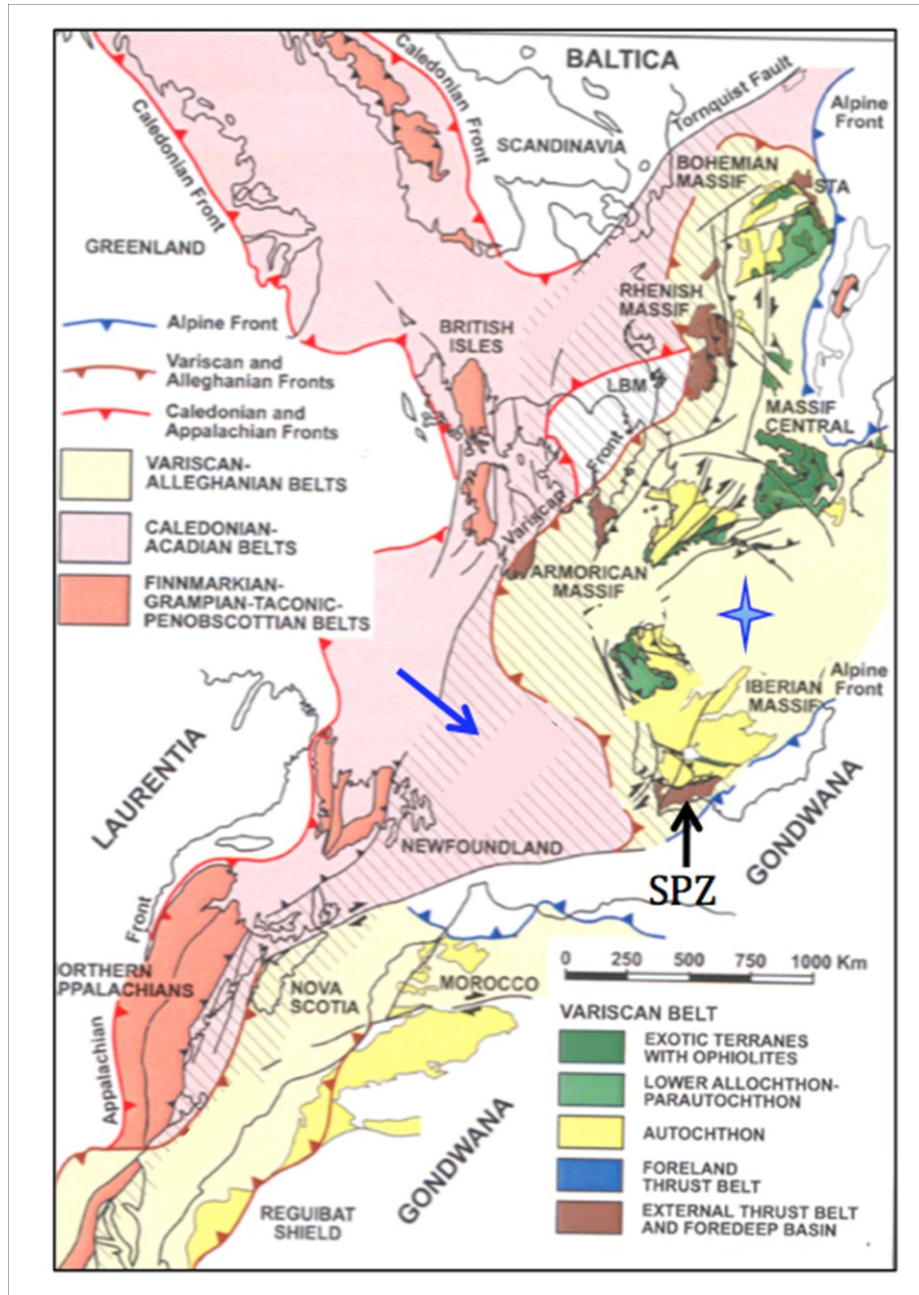 BALTICA
Caledonian Front
Caledonian Front
Tornquist Fault
Alpine
Front
SCANDINAVIA
BOHEMIAN
MASSIF
STA
GREENLAND
RHENISH
MASSIF
BRITISH
ISLES
LBM
MASSIF
CENTRAL
Variscan Front
ARMORICAN
MASSIF
Alpine Front
Variscan and
Alleghanian Fronts
Caledonian and
Appalachian Fronts
VARISCAN-
ALLEGHANIAN BELTS
CALEDONIAN-
ACADIAN BELTS
FINNMARKIAN-
GRAMPIAN-TACONIC-
PENOBSCOTTIAN BELTS
IBERIAN
MASSIF
Alpine
Front
LAURENTIA
GONDWANA
NEWFOUNDLAND
SPZ
Appalachian Front
ORTHERN
APPALACHIANS
NOVA
SCOTIA
MOROCCO
GONDWANA
REGUIBAT
SHIELD
0 250 500 750 1000 Km
VARISCAN BELT
EXOTIC TERRANES
WITH OPHIOLITES
LOWER ALLOCHTHON-
PARAUTOCHTHON
AUTOCHTHON
FORELAND
THRUST BELT
EXTERNAL THRUST BELT
AND FOREDEEP BASIN